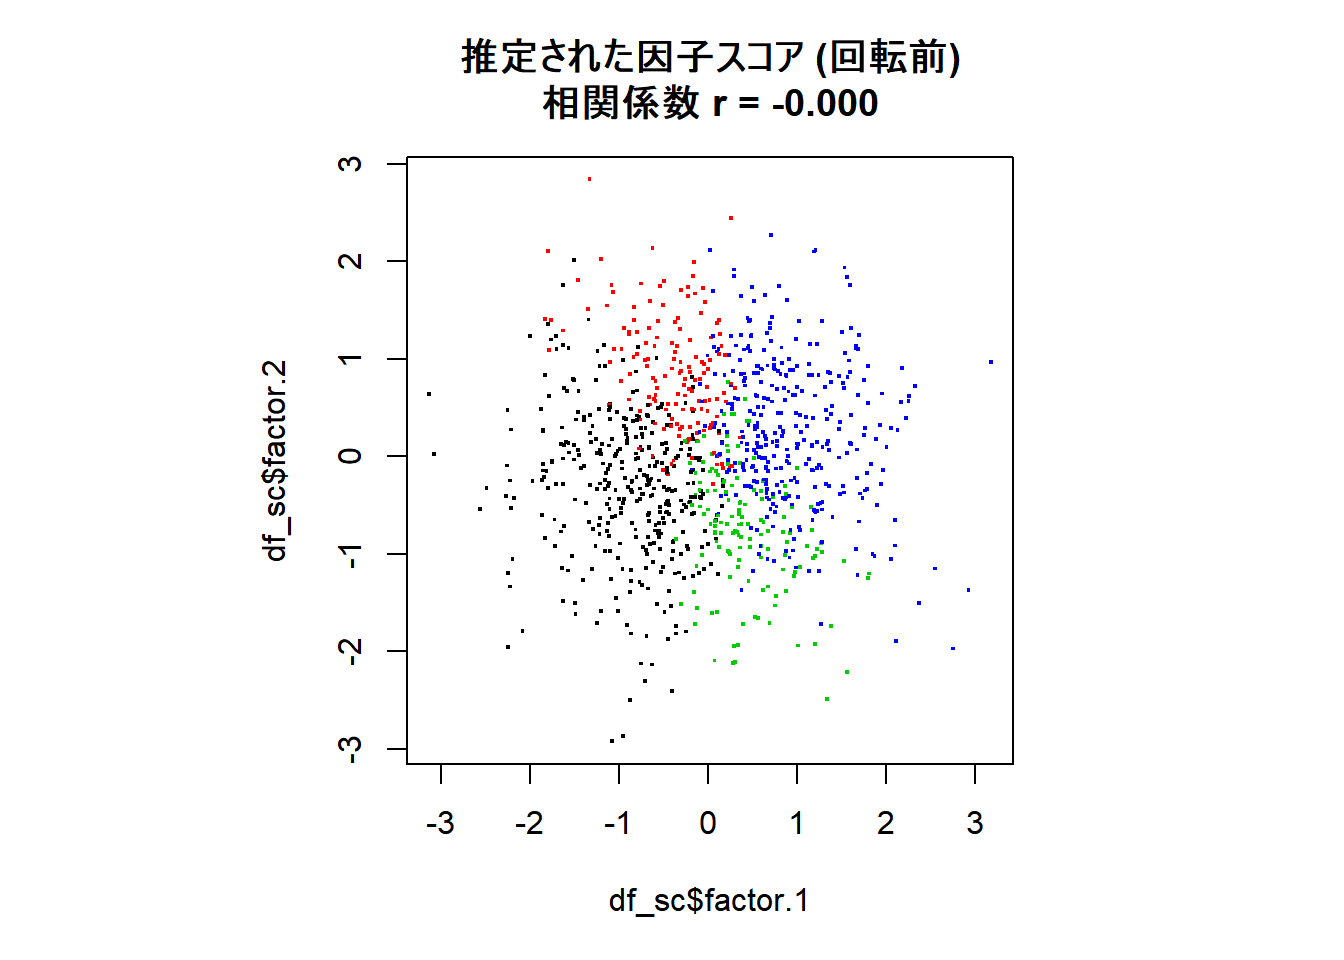 推定された因子スコア (回転前)
相関係数 r = -0.000
3
2
1
0
-1
-2
-3
df_sc$factor.2
-3 -2 -1 0 1 2 3
df_sc$factor.1